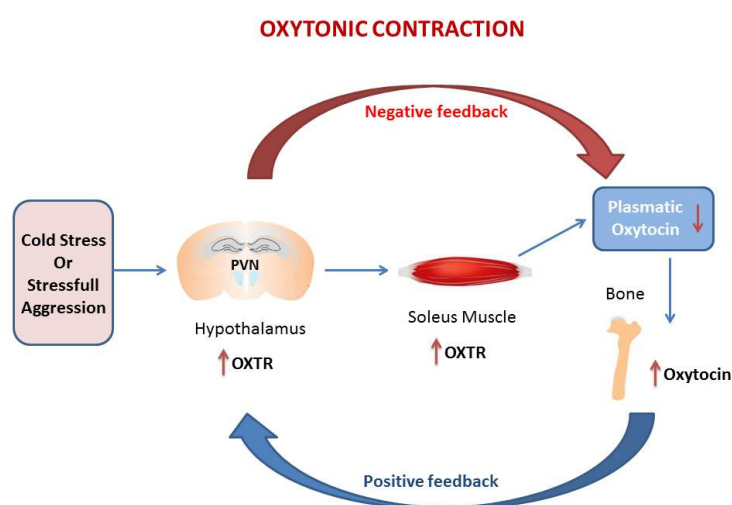 OXYTONIC CONTRACTION
Negative feedback
Plasmatic
Oxytocin
Cold Stress
Or
Stressfull
Aggression
PVN
Hypothalamus
OXTR
Soleus Muscle
OXTR
Bone
Oxytocin
Positive feedback